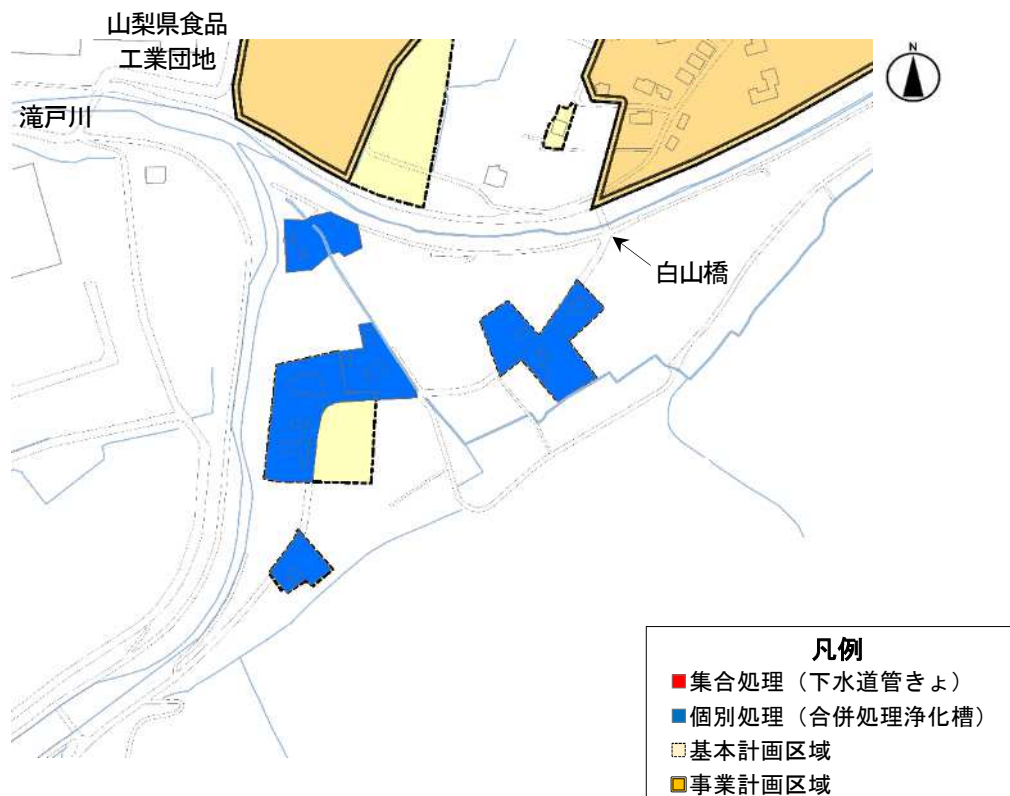 山梨県食品
工業団地
N
滝戸川
白山橋
凡例
集合処理（下水道管きょ）
個別処理（合併処理浄化槽）
基本計画区域
事業計画区域